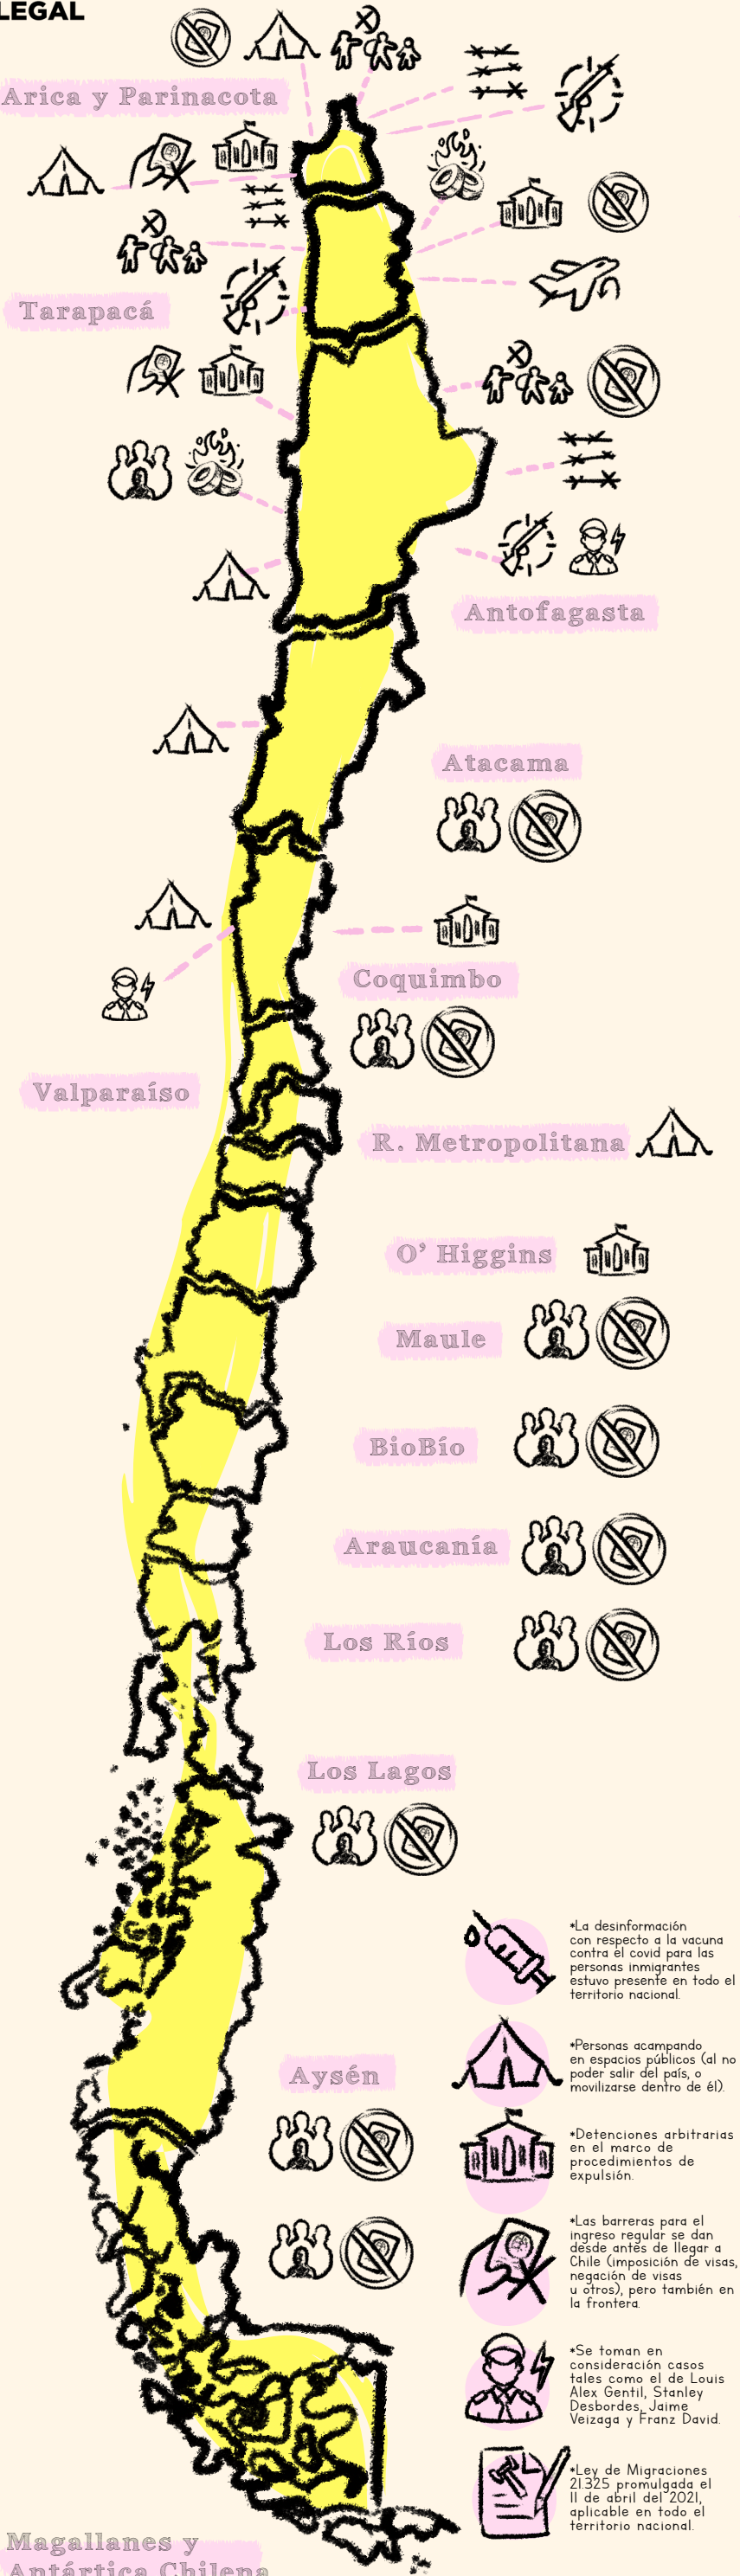 LEGAL
Arica y Parinacota
Tarapacá
Antofagasta
Atacama
Coquimbo
Valparaíso
R. Metropolitana
O' Higgins
Maule
BioBío
Araucanía
Los Ríos
Los Lagos
*La desinformación
con respecto a la vacuna
contra el covid para las
personas inmigrantes
estuvo presente en todo el
territorio nacional.
*Personas acampando
en espacios públicos (al no
poder salir del país, o
movilizarse dentro de él).
Aysén
*Detenciones arbitrarias
en el marco de
procedimientos de
expulsión.
*Las barreras para el
ingreso regular se dan
desde antes de llegar a
Chile (imposición de visas,
negación de visas
u otros), pero también en
la frontera.
*Se toman en
consideración casos
tales como el de Louis
Alex Gentil, Stanley
Desbordes, Jaime
Veizaga y Franz David.
*Ley de Migraciones
21.325 promulgada el
11 de abril del 2021,
aplicable en todo el
territorio nacional.
Magallanes y
Antártica Chilena